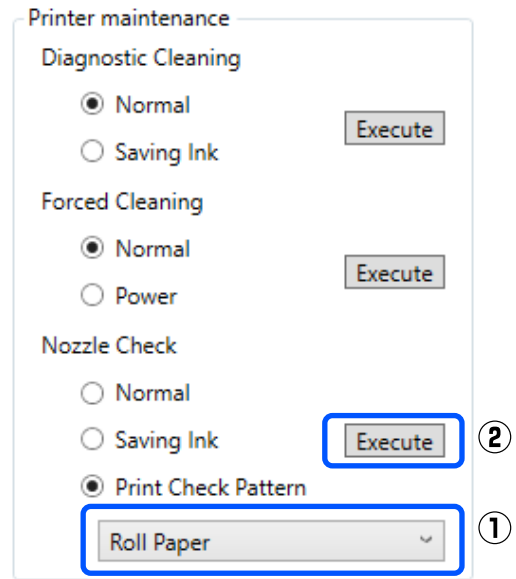 Printer maintenance
Diagnostic Cleaning
Normal
Execute
Saving Ink
Forced Cleaning
Normal
Execute
Power
Nozzle Check
Normal
Saving Ink
Execute
②
Print Check Pattern
Roll Paper
①